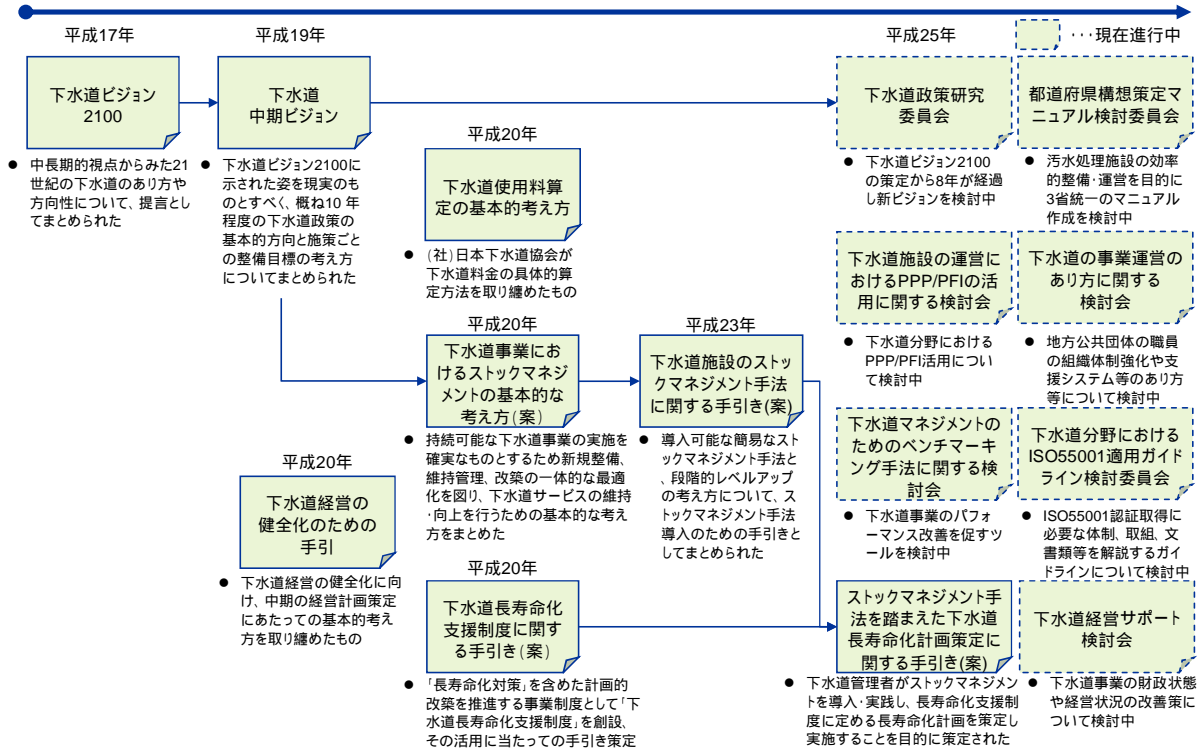 平成17年
平成19年
平成25年
･･･現在進行中
下水道ビジョン
2100
● 中長期的視点からみた21
世紀の下水道のあり方や
方向性について、提言とし
てまとめられた
下水道
中期ビジョン
● 下水道ビジョン2100に
示された姿を現実のも
のとすべく、概ね10 年
程度の下水道政策の
基本的方向と施策ごと
の整備目標の考え方
についてまとめられた
平成20年
下水道使用料算
定の基本的考え方
● (社)日本下水道協会が
下水道料金の具体的算
定方法を取り纏めたもの
平成20年
下水道事業にお
けるストックマネジ
メントの基本的な
考え方(案)
● 持続可能な下水道事業の実施を
確実なものとするため新規整備、
維持管理、改築の一体的な最適
化を図り、下水道サービスの維持
･向上を行うための基本的な考え
方をまとめた
平成23年
下水道施設のストッ
クマネジメント手法
に関する手引き(案)
● 導入可能な簡易なスト
ックマネジメント手法と
、段階的レベルアップ
の考え方について、ス
トックマネジメント手法
導入のための手引きと
してまとめられた
平成20年
下水道経営の
健全化のための
手引
● 下水道経営の健全化に向
け、中期の経営計画策定
にあたっての基本的考え
方を取り纏めたもの
平成20年
下水道長寿命化
支援制度に関す
る手引き(案)
● 「長寿命化対策」を含めた計画的
改築を推進する事業制度として「下
水道長寿命化支援制度」を創設、
その活用に当たっての手引き策定
下水道政策研究
委員会
● 下水道ビジョン2100
の策定から8年が経過
し新ビジョンを検討中
都道府県構想策定マ
ニュアル検討委員会
● 汚水処理施設の効率
的整備･運営を目的に
3省統一のマニュアル
作成を検討中
下水道施設の運営に
おけるPPP/PFIの活
用に関する検討会
● 下水道分野における
PPP/PFI活用につい
て検討中
下水道の事業運営の
あり方に関する
検討会
● 地方公共団体の職員
の組織体制強化や支
援システム等のあり方
等について検討中
下水道マネジメントの
ためのベンチマーキ
ング手法に関する検
討会
● 下水道事業のパフォ
ーマンス改善を促すツ
ールを検討中
下水道分野における
ISO55001適用ガイド
ライン検討委員会
● ISO55001認証取得に
必要な体制、取組、文
書類等を解説するガイ
ドラインについて検討中
ストックマネジメント手
法を踏まえた下水道
長寿命化計画策定に
関する手引き(案)
● 下水道管理者がストックマネジメン
トを導入･実践し、長寿命化支援制
度に定める長寿命化計画を策定し
実施することを目的に策定された
下水道経営サポート
検討会
● 下水道事業の財政状態
や経営状況の改善策に
ついて検討中